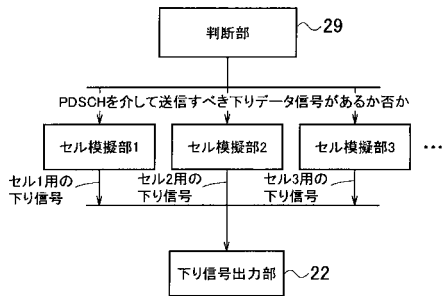 判断部
29
PDSCHを介して送信すべき下りデータ信号があるか否か
セル模擬部1
セル模擬部2
セル模擬部3
…
セル1用の
下り信号
セル2用の
下り信号
セル3用の
下り信号
下り信号出力部
22